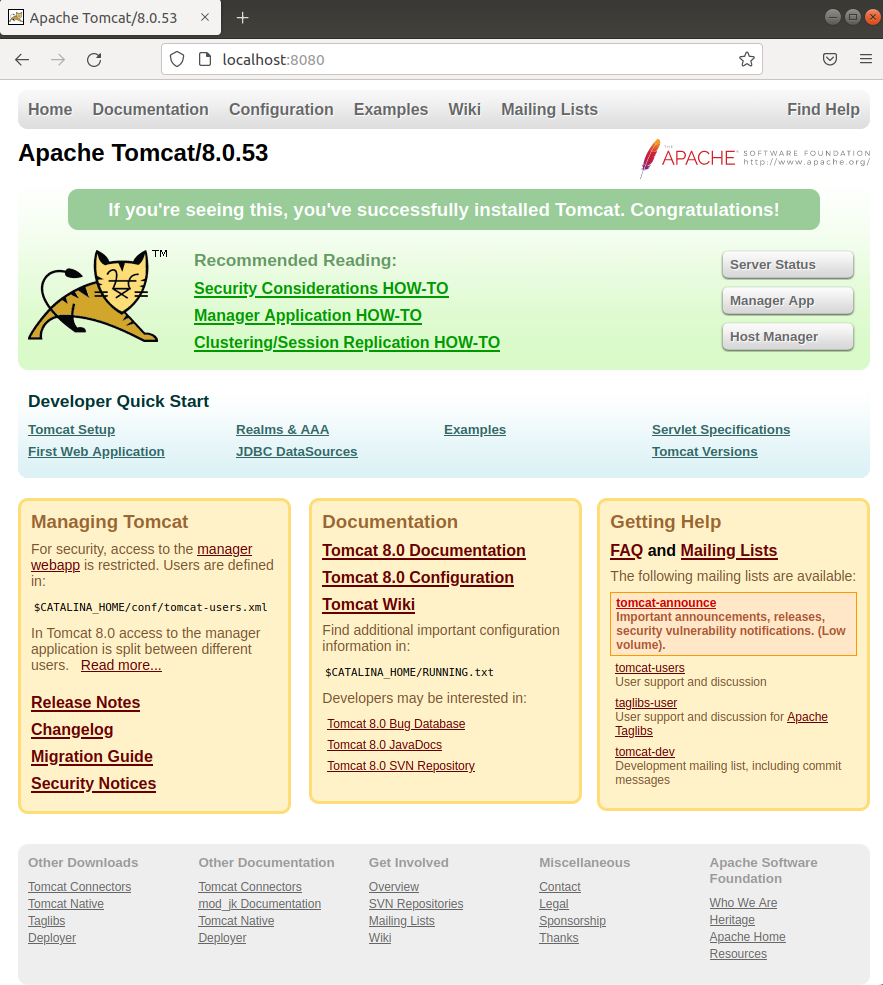 Apache Tomcat/8.0.53
localhost:8080
Home Documentation Configuration Examples Wiki Mailing Lists Find Help
Apache Tomcat/8.0.53
THE APACHE® SOFTWARE FOUNDATION
http://www.apache.org/
If you're seeing this, you've successfully installed Tomcat. Congratulations!
TM
Recommended Reading:
Security Considerations HOW-TO
Manager Application HOW-TO
Clustering/Session Replication HOW-TO
Server Status
Manager App
Host Manager
Developer Quick Start
Tomcat Setup
First Web Application
Realms & AAA
JDBC DataSources
Examples
Servlet Specifications
Tomcat Versions
Managing Tomcat
For security, access to the manager
webapp is restricted. Users are defined
in:
$CATALINA_HOME/conf/tomcat-users.xml
In Tomcat 8.0 access to the manager
application is split between different
users. Read more...
Release Notes
Changelog
Migration Guide
Security Notices
Documentation
Tomcat 8.0 Documentation
Tomcat 8.0 Configuration
Tomcat Wiki
Find additional important configuration
information in:
$CATALINA_HOME/RUNNING.txt
Developers may be interested in:
Tomcat 8.0 Bug Database
Tomcat 8.0 JavaDocs
Tomcat 8.0 SVN Repository
Getting Help
FAQ and Mailing Lists
The following mailing lists are available:
tomcat-announce
Important announcements, releases,
security vulnerability notifications. (Low
volume).
tomcat-users
User support and discussion
taglibs-user
User support and discussion for Apache
Taglibs
tomcat-dev
Development mailing list, including commit
messages
Other Downloads
Tomcat Connectors
Tomcat Native
Taglibs
Deployer
Other Documentation
Tomcat Connectors
mod_jk Documentation
Tomcat Native
Deployer
Get Involved
Overview
SVN Repositories
Mailing Lists
Wiki
Miscellaneous
Contact
Legal
Sponsorship
Thanks
Apache Software
Foundation
Who We Are
Heritage
Apache Home
Resources